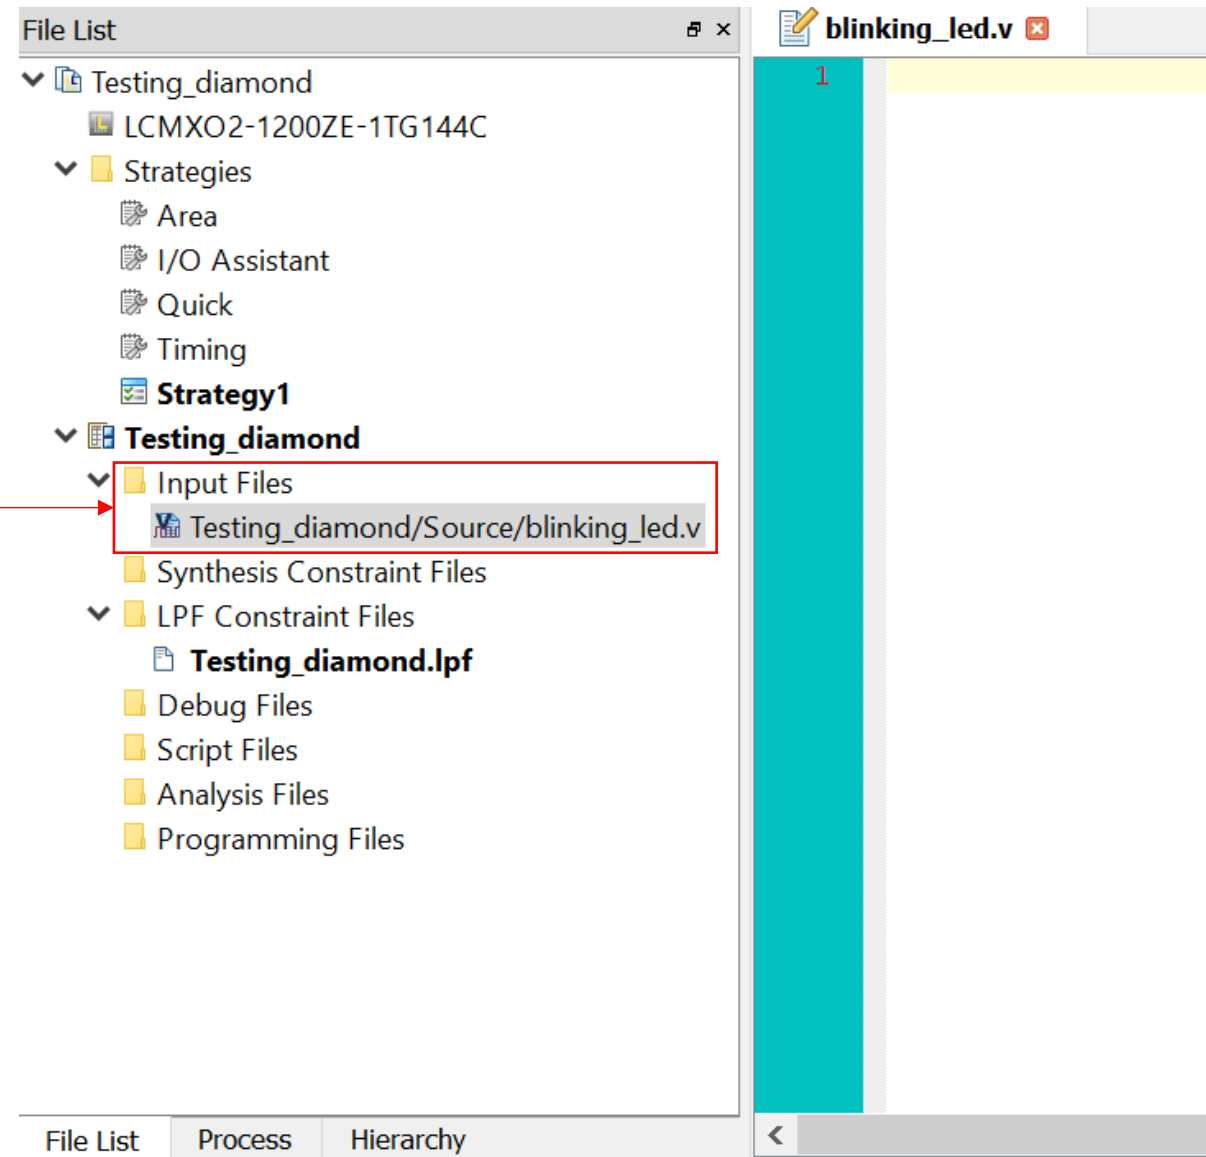 File List
Testing_diamond
LCMXO2-1200ZE-1TG144C
Strategies
Area
I/O Assistant
Quick
Timing
Strategy1
Testing_diamond
Input Files
Testing_diamond/Source/blinking_led.v
Synthesis Constraint Files
LPF Constraint Files
Testing_diamond.lpf
Debug Files
Script Files
Analysis Files
Programming Files
File List Process Hierarchy
blinking_led.v
1